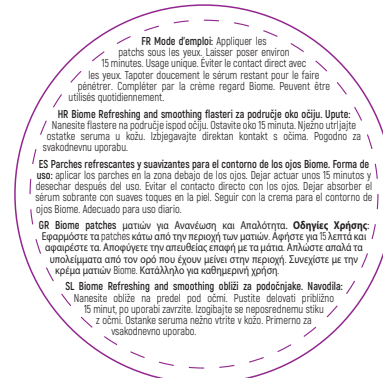 FR Mode d'emploi: Appliquer les
patchs sous les yeux. Laisser poser environ
15 minutes. Usage unique. Éviter le contact direct avec
les yeux. Tapoter doucement le sérum restant pour le faire
pénétrer. Compléter par la crème regard Biome. Peuvent être
utilisés quotidiennement.
HR Biome Refreshing and smoothing flasteri za područje oko očiju. Upute:
Nanesite flastere na područje ispod očiju. Ostavite oko 15 minuta. Nježno utrljajte
ostatke seruma u kožu. Izbjegavajte direktan kontakt s očima. Pogodno za
svakodnevnu uporabu.
ES Parches refrescantes y suavizantes para el contorno de los ojos Biome. Forma de
uso: aplicar los parches en la zona debajo de los ojos. Dejar actuar unos 15 minutos y
desechar después del uso. Evitar el contacto directo con los ojos. Dejar absorber el
sérum sobrante con suaves toques en la piel. Seguir con la crema para el contorno de
ojos Biome. Adecuado para uso diario.
GR Biome patches ματιών για Ανανέωση και Απαλότητα. Οδηγίες Χρήσης:
Εφαρμόστε τα patches κάτω από την περιοχή των ματιών. Αφήστε για 15 λεπτά και
αφαιρέστε τα. Αποφύγετε την απευθείας επαφή με τα μάτια. Απλώστε απαλά τα
υπολείμματα από τον ορό που έχουν μείνει στην περιοχή. Συνεχίστε με την
κρέμα ματιών Biome. Κατάλληλο για καθημερινή χρήση.
SL Biome Refreshing and smoothing obliži za podočnjake. Navodila:
Nanesite obliže na predel pod očmi. Pustite delovati približno
15 minut, po uporabi zavrzite. Izogibajte se neposrednemu stiku
z očmi. Ostanke seruma nežno vtrite v kožo. Primerno za
vsakodnevno uporabo.